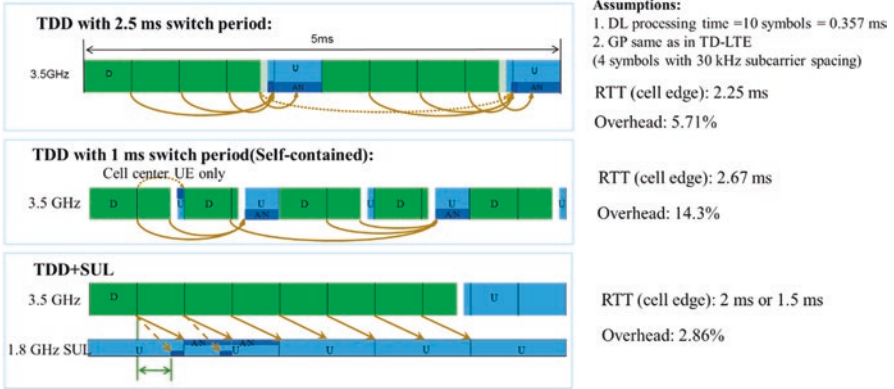 Assumptions:
1. DL processing time =10 symbols = 0.357 ms
2. GP same as in TD-LTE
(4 symbols with 30 kHz subcarrier spacing)
TDD with 2.5 ms switch period:
5ms
3.5GHz D U U
AN AN
RTT (cell edge): 2.25 ms
Overhead: 5.71%
TDD with 1 ms switch period(Self-contained):
Cell center UE only
3.5 GHz D D U D U D D U D U D D
A/N A/N
RTT (cell edge): 2.67 ms
Overhead: 14.3%
TDD+SUL
3.5 GHz D U
A/N A/N
1.8 GHz SUL U U U U U
RTT (cell edge): 2 ms or 1.5 ms
Overhead: 2.86%